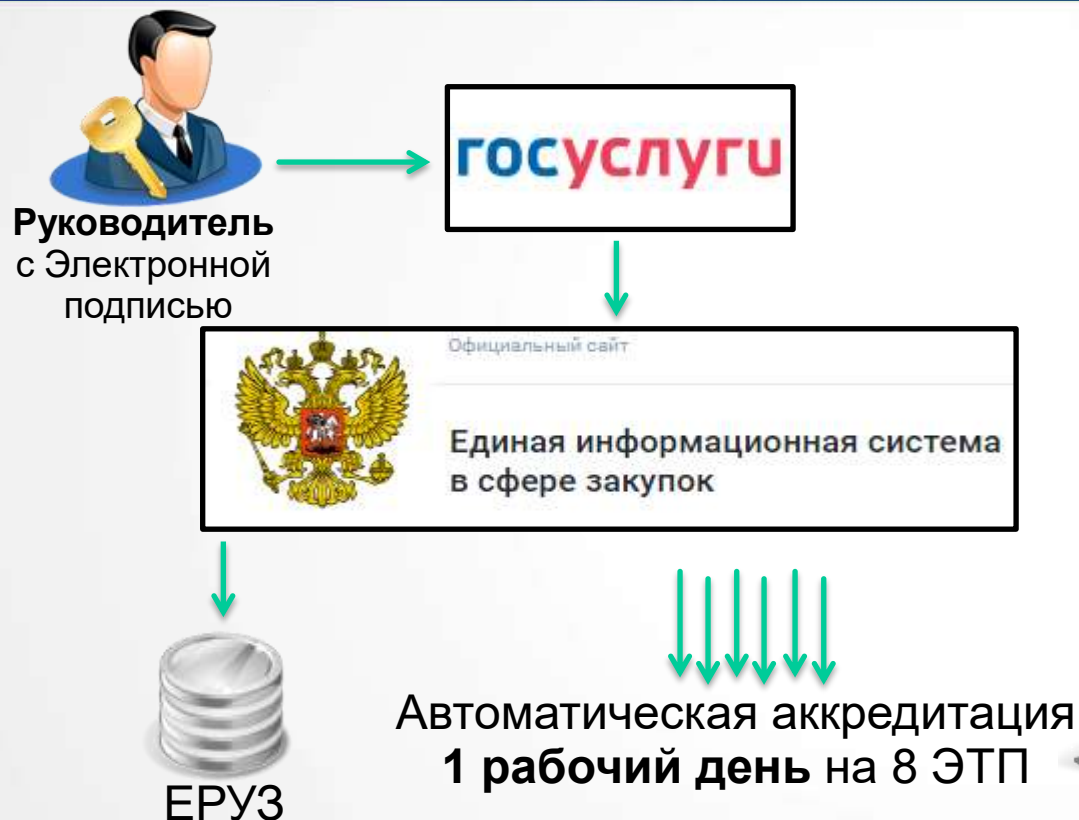 госуслуги
Руководитель
с Электронной
подписью
Официальный сайт
Единая информационная система
в сфере закупок
Автоматическая аккредитация
1 рабочий день на 8 ЭТП
ЕРУЗ